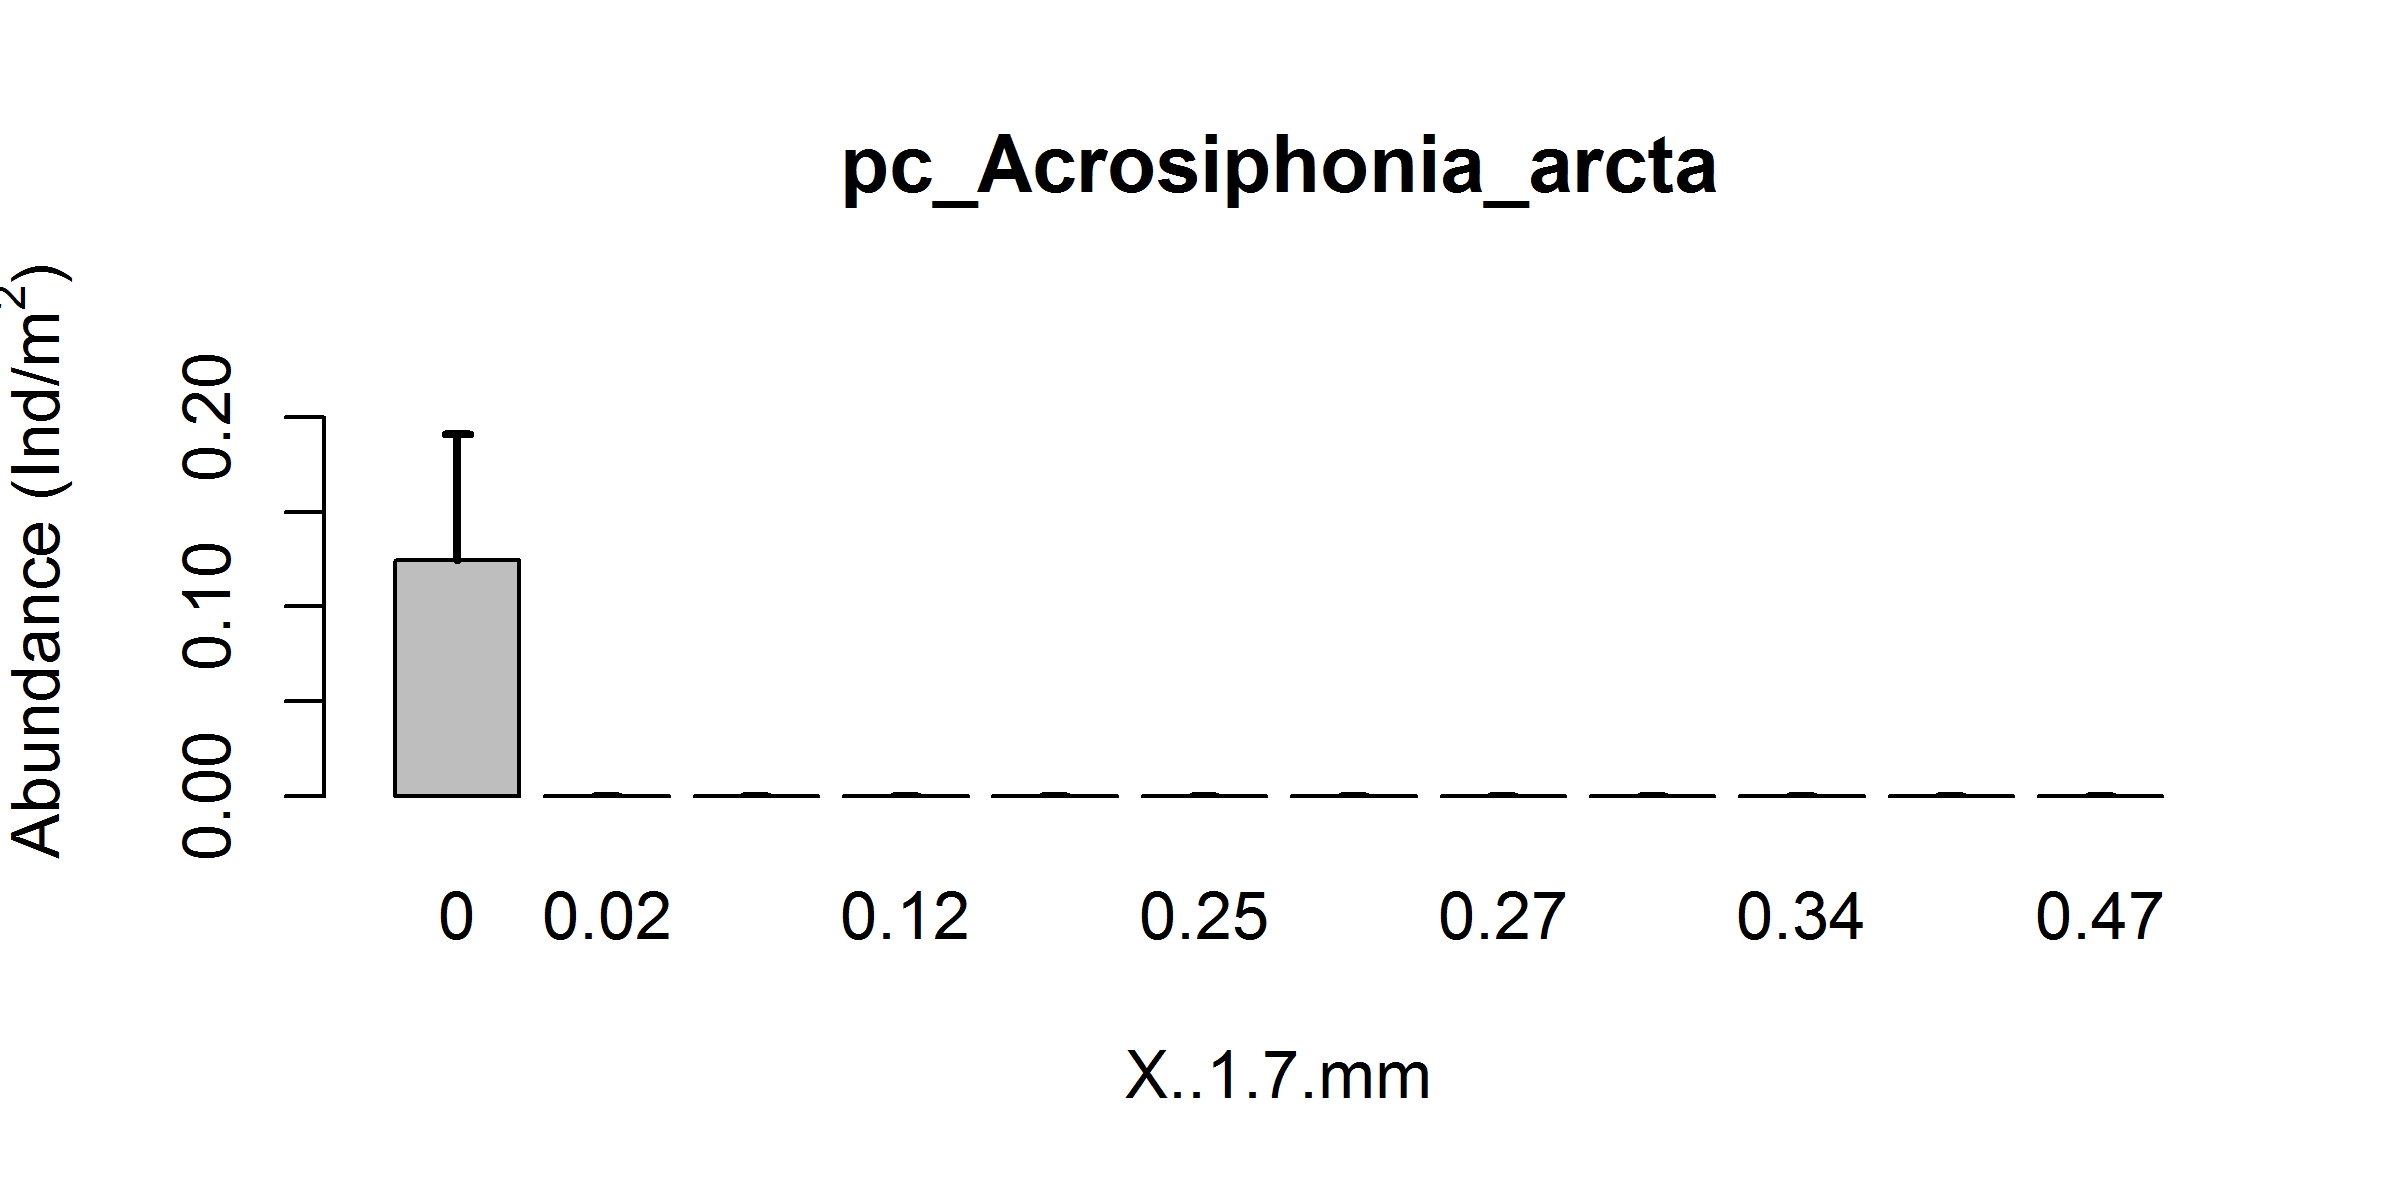 pc_Acrosiphonia_arcta
Abundance (Ind/m²)
0.20
0.10
0.00
0 0.02 0.12 0.25 0.27 0.34 0.47
X..1.7.mm